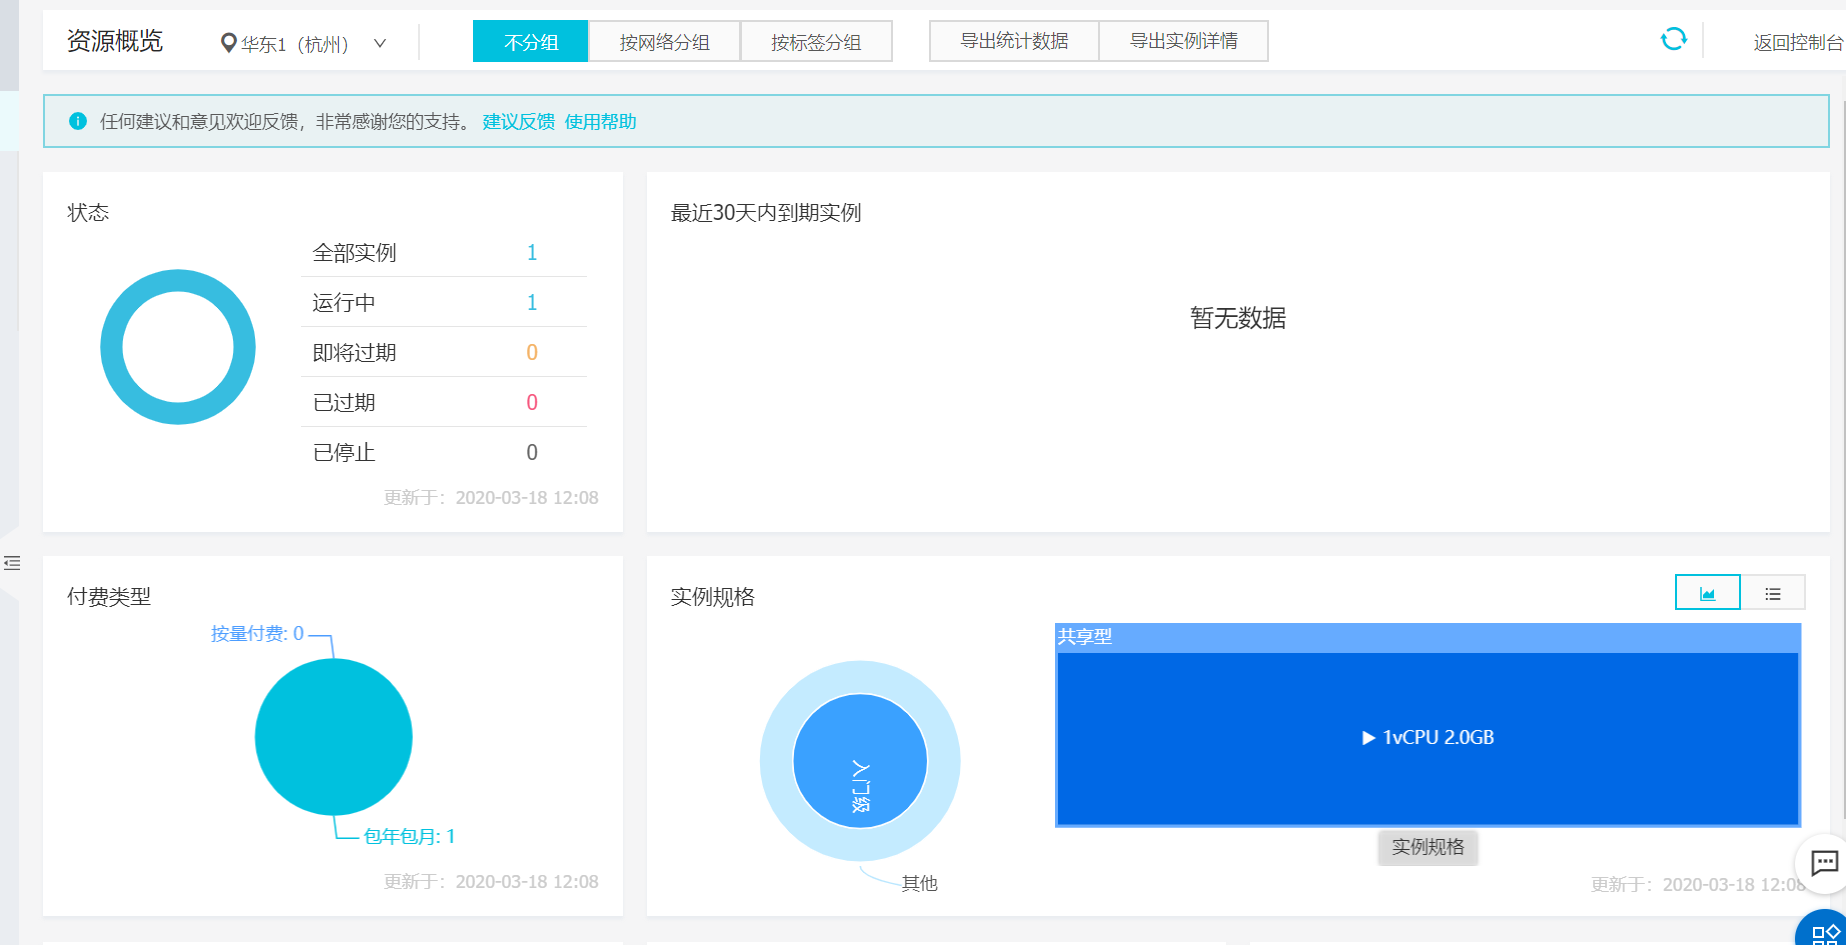 资源概览
华东1（杭州）
不分组
按网络分组
按标签分组
导出统计数据
导出实例详情
返回控制台
任何建议和意见欢迎反馈，非常感谢您的支持。 建议反馈 使用帮助
状态
全部实例 1
运行中 1
即将过期 0
已过期 0
已停止 0
更新于：2020-03-18 12:08
最近30天内到期实例
暂无数据
付费类型
按量付费: 0
包年包月: 1
更新于：2020-03-18 12:08
实例规格
入门级
其他
共享型
▶ 1vCPU 2.0GB
实例规格
更新于：2020-03-18 12:08